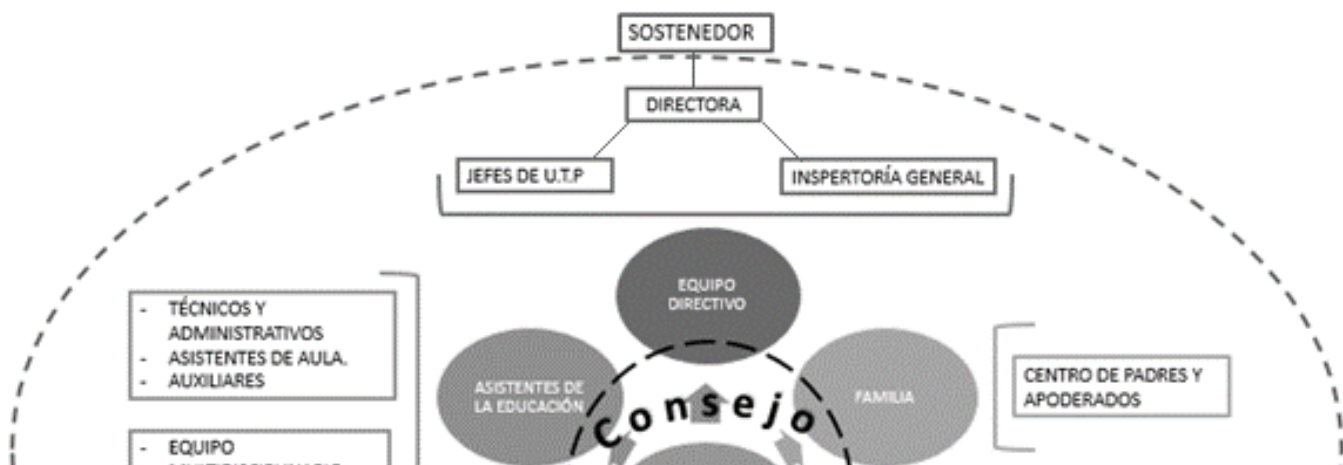 SOSTENEDOR
DIRECTORA
JEFES DE U.T.P
INSPERTORÍA GENERAL
EQUIPO
DIRECTIVO
- TÉCNICOS Y
ADMINISTRATIVOS
- ASISTENTES DE AULA.
- AUXILIARES
ASISTENTES DE
LA EDUCACIÓN
FAMILIA
CENTRO DE PADRES Y
APODERADOS
Consejo
- EQUIPO